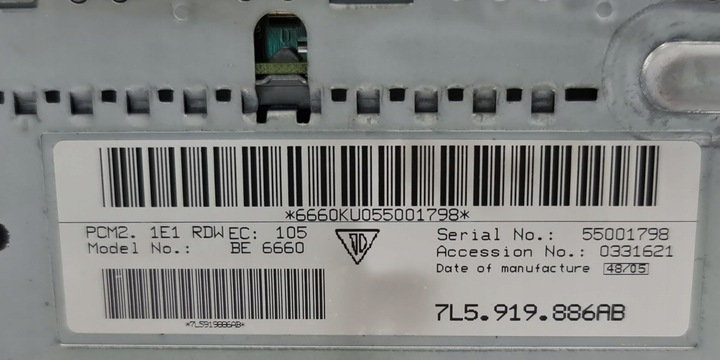 *6660KU055001798*
PCM2. 1E1 RDW EC: 105
Model No.: BE 6660
Serial No.: 55001798
Accession No.: 0331621
Date of manufacture 48/05
*7L5919886AB*
7L5.919.886AB